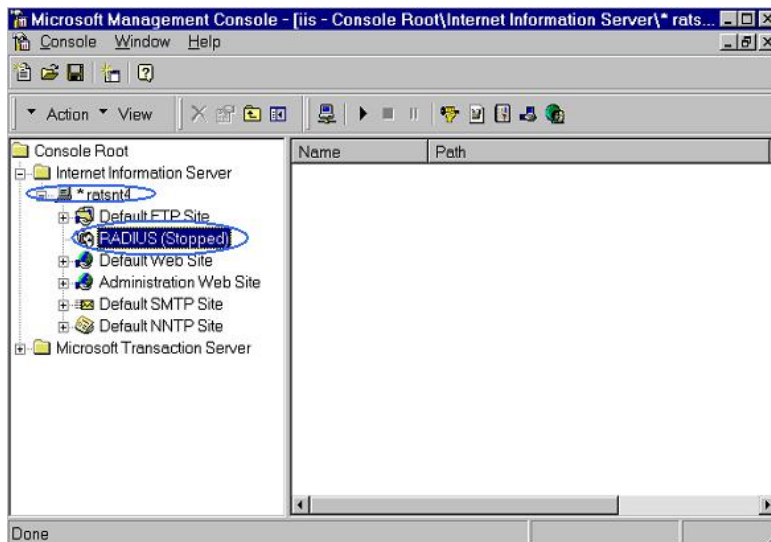 Microsoft Management Console - [iis - Console Root\Internet Information Server\* rats...
Console Window Help
Action View
Console Root
Name Path
Internet Information Server
* ratsnt4
Default FTP Site
RADIUS (Stopped)
Default Web Site
Administration Web Site
Default SMTP Site
Default NNTP Site
Microsoft Transaction Server
Done